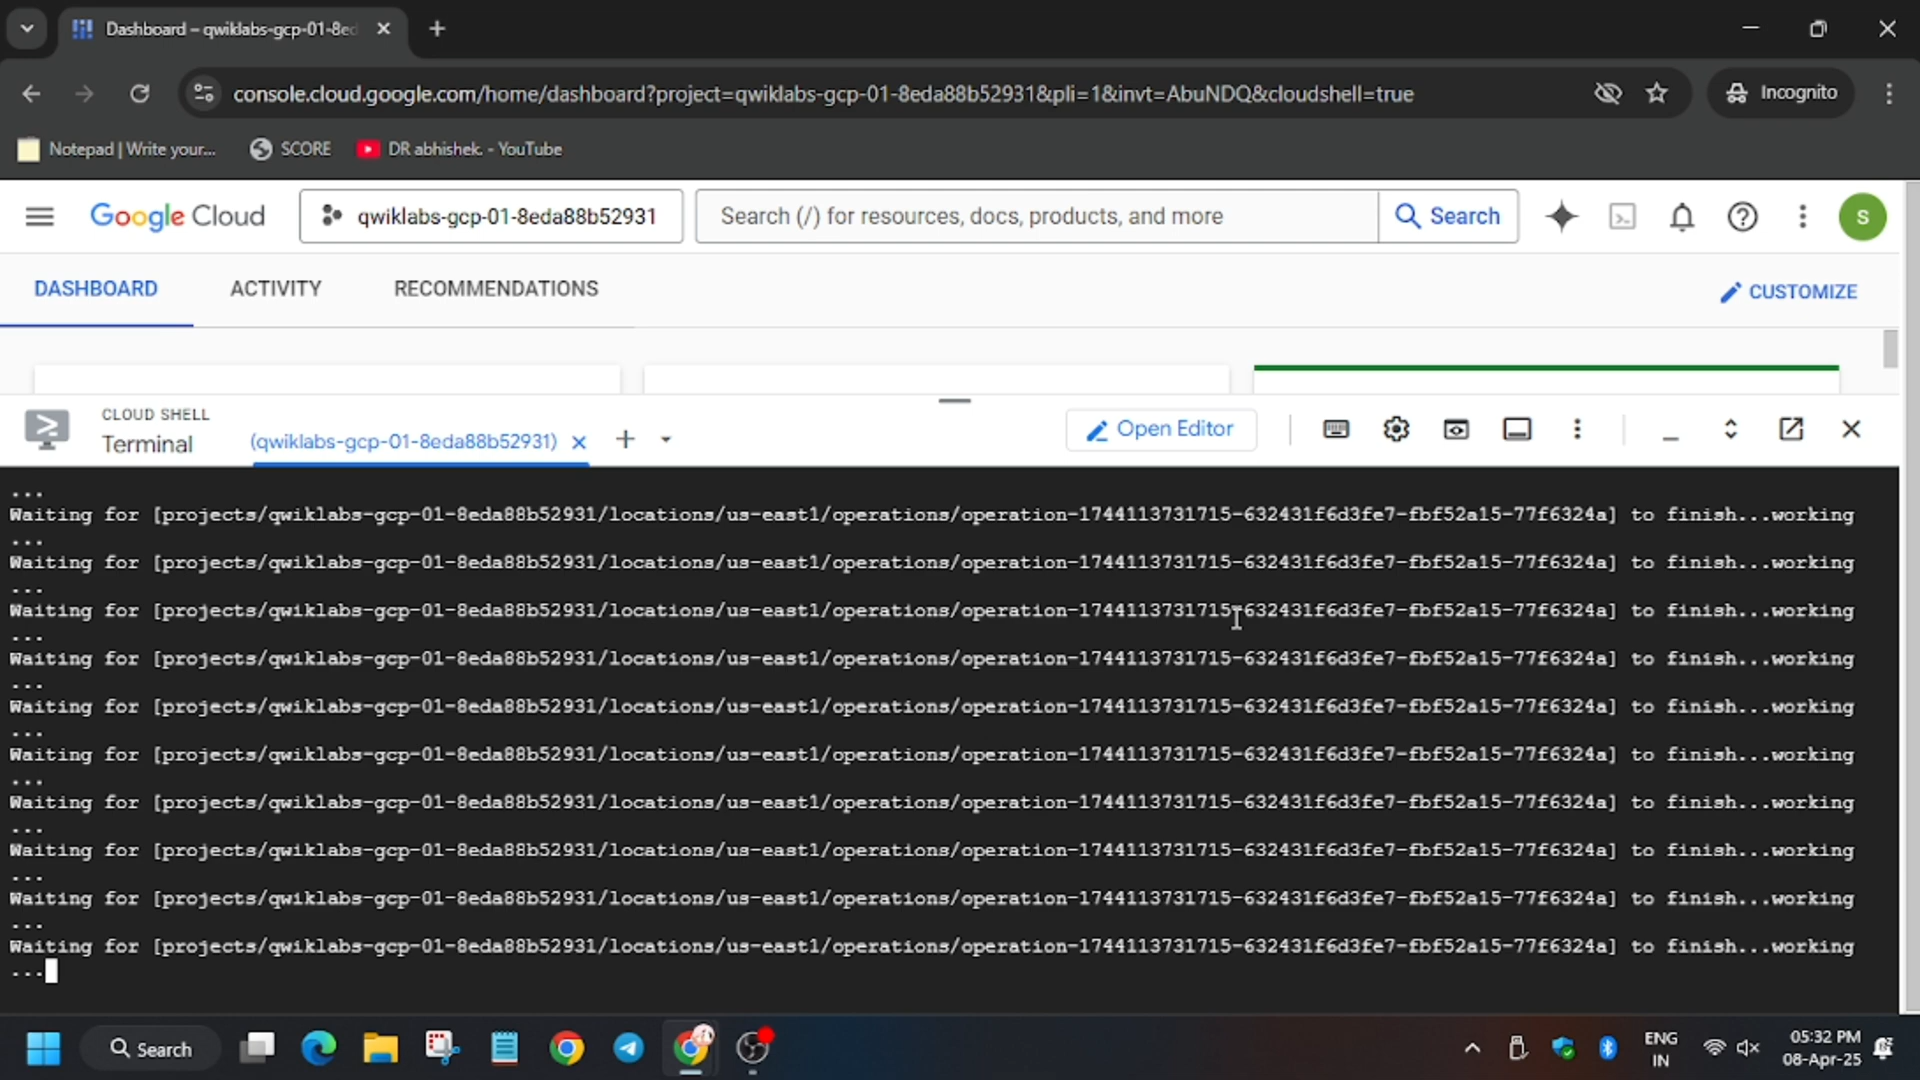 Dashboard – qwiklabs-gcp-01-8ed
console.cloud.google.com/home/dashboard?project=qwiklabs-gcp-01-8eda88b52931&pli=1&invt=AbuNDQ&cloudshell=true
Incognito
Notepad | Write your...
SCORE
DR abhishek. - YouTube
Google Cloud
qwiklabs-gcp-01-8eda88b52931
Search (/) for resources, docs, products, and more
Search
S
DASHBOARD
ACTIVITY
RECOMMENDATIONS
CUSTOMIZE
CLOUD SHELL
Terminal
(qwiklabs-gcp-01-8eda88b52931)
Open Editor
...
Waiting for [projects/qwiklabs-gcp-01-8eda88b52931/locations/us-east1/operations/operation-1744113731715-632431f6d3fe7-fbf52a15-77f6324a] to finish...working
...
Waiting for [projects/qwiklabs-gcp-01-8eda88b52931/locations/us-east1/operations/operation-1744113731715-632431f6d3fe7-fbf52a15-77f6324a] to finish...working
...
Waiting for [projects/qwiklabs-gcp-01-8eda88b52931/locations/us-east1/operations/operation-1744113731715-632431f6d3fe7-fbf52a15-77f6324a] to finish...working
...
Waiting for [projects/qwiklabs-gcp-01-8eda88b52931/locations/us-east1/operations/operation-1744113731715-632431f6d3fe7-fbf52a15-77f6324a] to finish...working
...
Waiting for [projects/qwiklabs-gcp-01-8eda88b52931/locations/us-east1/operations/operation-1744113731715-632431f6d3fe7-fbf52a15-77f6324a] to finish...working
...
Waiting for [projects/qwiklabs-gcp-01-8eda88b52931/locations/us-east1/operations/operation-1744113731715-632431f6d3fe7-fbf52a15-77f6324a] to finish...working
...
Waiting for [projects/qwiklabs-gcp-01-8eda88b52931/locations/us-east1/operations/operation-1744113731715-632431f6d3fe7-fbf52a15-77f6324a] to finish...working
...
Waiting for [projects/qwiklabs-gcp-01-8eda88b52931/locations/us-east1/operations/operation-1744113731715-632431f6d3fe7-fbf52a15-77f6324a] to finish...working
...
Waiting for [projects/qwiklabs-gcp-01-8eda88b52931/locations/us-east1/operations/operation-1744113731715-632431f6d3fe7-fbf52a15-77f6324a] to finish...working
...
Waiting for [projects/qwiklabs-gcp-01-8eda88b52931/locations/us-east1/operations/operation-1744113731715-632431f6d3fe7-fbf52a15-77f6324a] to finish...working
...
Search
ENG
IN
05:32 PM
08-Apr-25